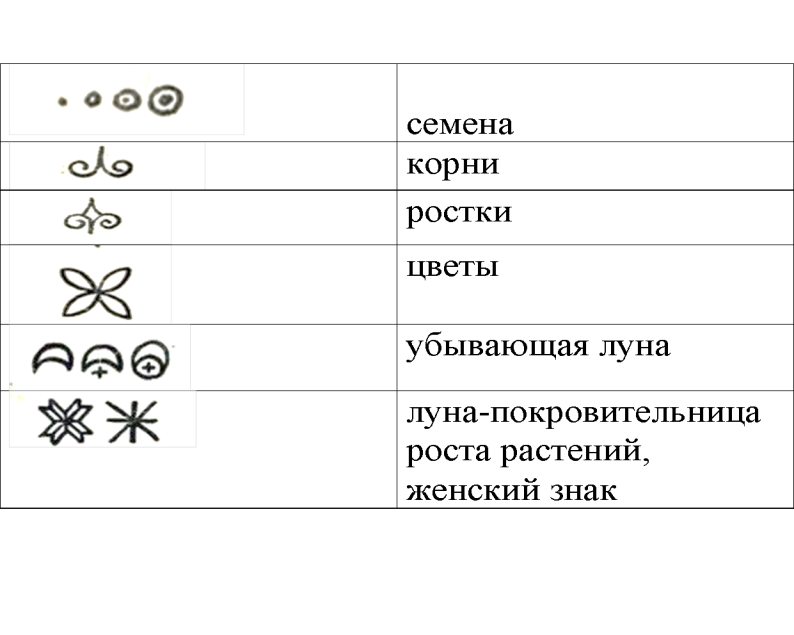 семена
корни
ростки
цветы
убывающая луна
луна-покровительница
роста растений,
женский знак